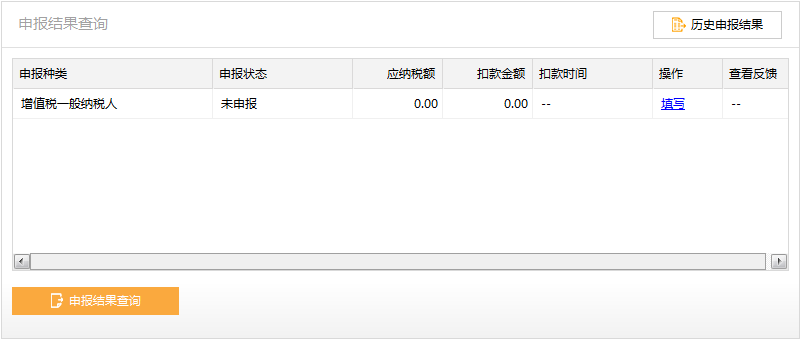 申报结果查询
历史申报结果
申报种类 申报状态 应纳税额 扣款金额 扣款时间 操作 查看反馈
增值税一般纳税人 未申报 0.00 0.00 -- 填写 --
申报结果查询